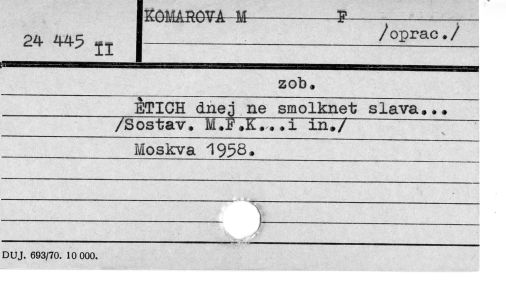 KOMAROVA M F
/oprac./
24 445 II
zob.
ÈTICH dnej ne smolknet slava...
/Sostav. M.F.K...i in./
Moskva 1958.
DUJ. 693/70. 10 000.